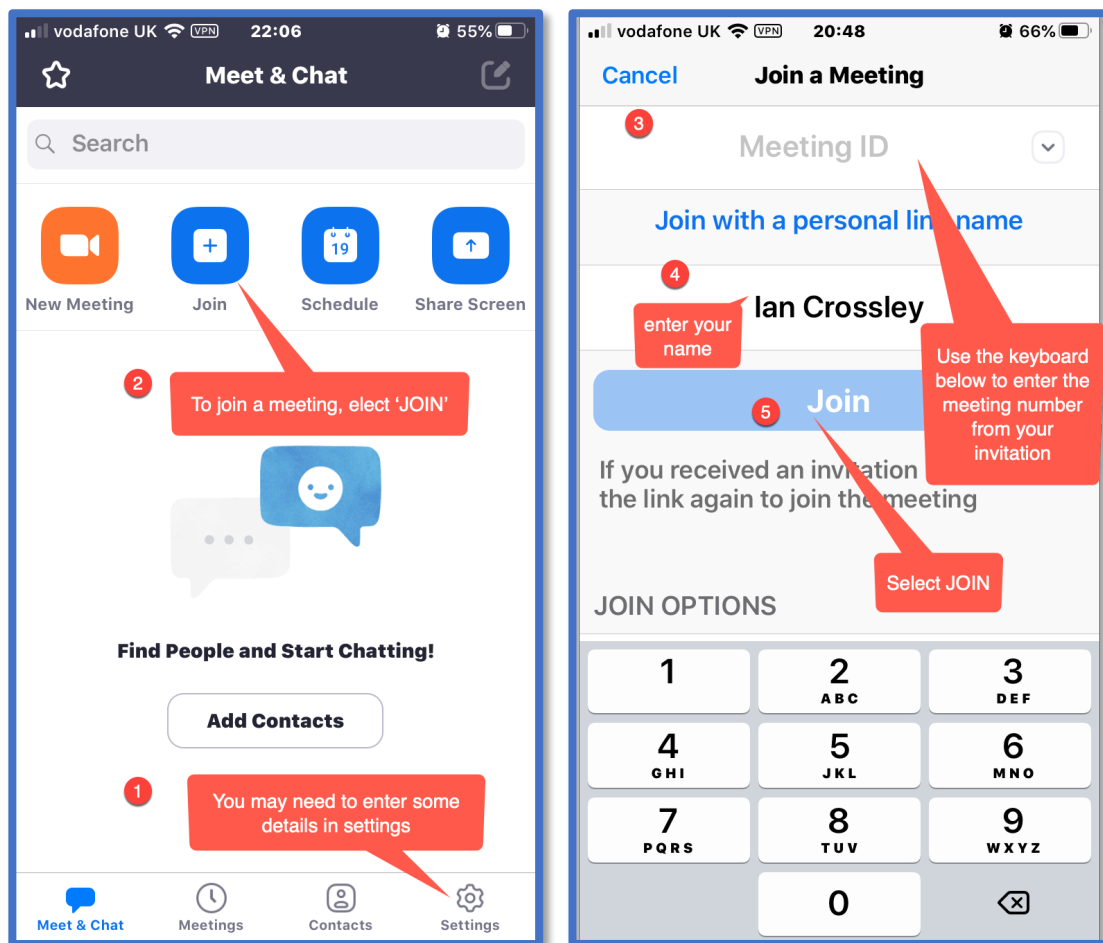 vodafone UK VPN 22:06 55%
Meet & Chat
Search
19
New Meeting Join Schedule Share Screen
2
To join a meeting, elect ‘JOIN’
Find People and Start Chatting!
Add Contacts
1
You may need to enter some
details in settings
Meet & Chat Meetings Contacts Settings
vodafone UK VPN 20:48 66%
Cancel Join a Meeting
3
Meeting ID
Join with a personal link name
4
enter your
name
Ian Crossley
Use the keyboard
below to enter the
meeting number
from your
invitation
5
Join
If you received an invitation
the link again to join the meeting
Select JOIN
JOIN OPTIONS
1 2 3
ABC DEF
4 5 6
GHI JKL MNO
7 8 9
PQRS TUV WXYZ
0